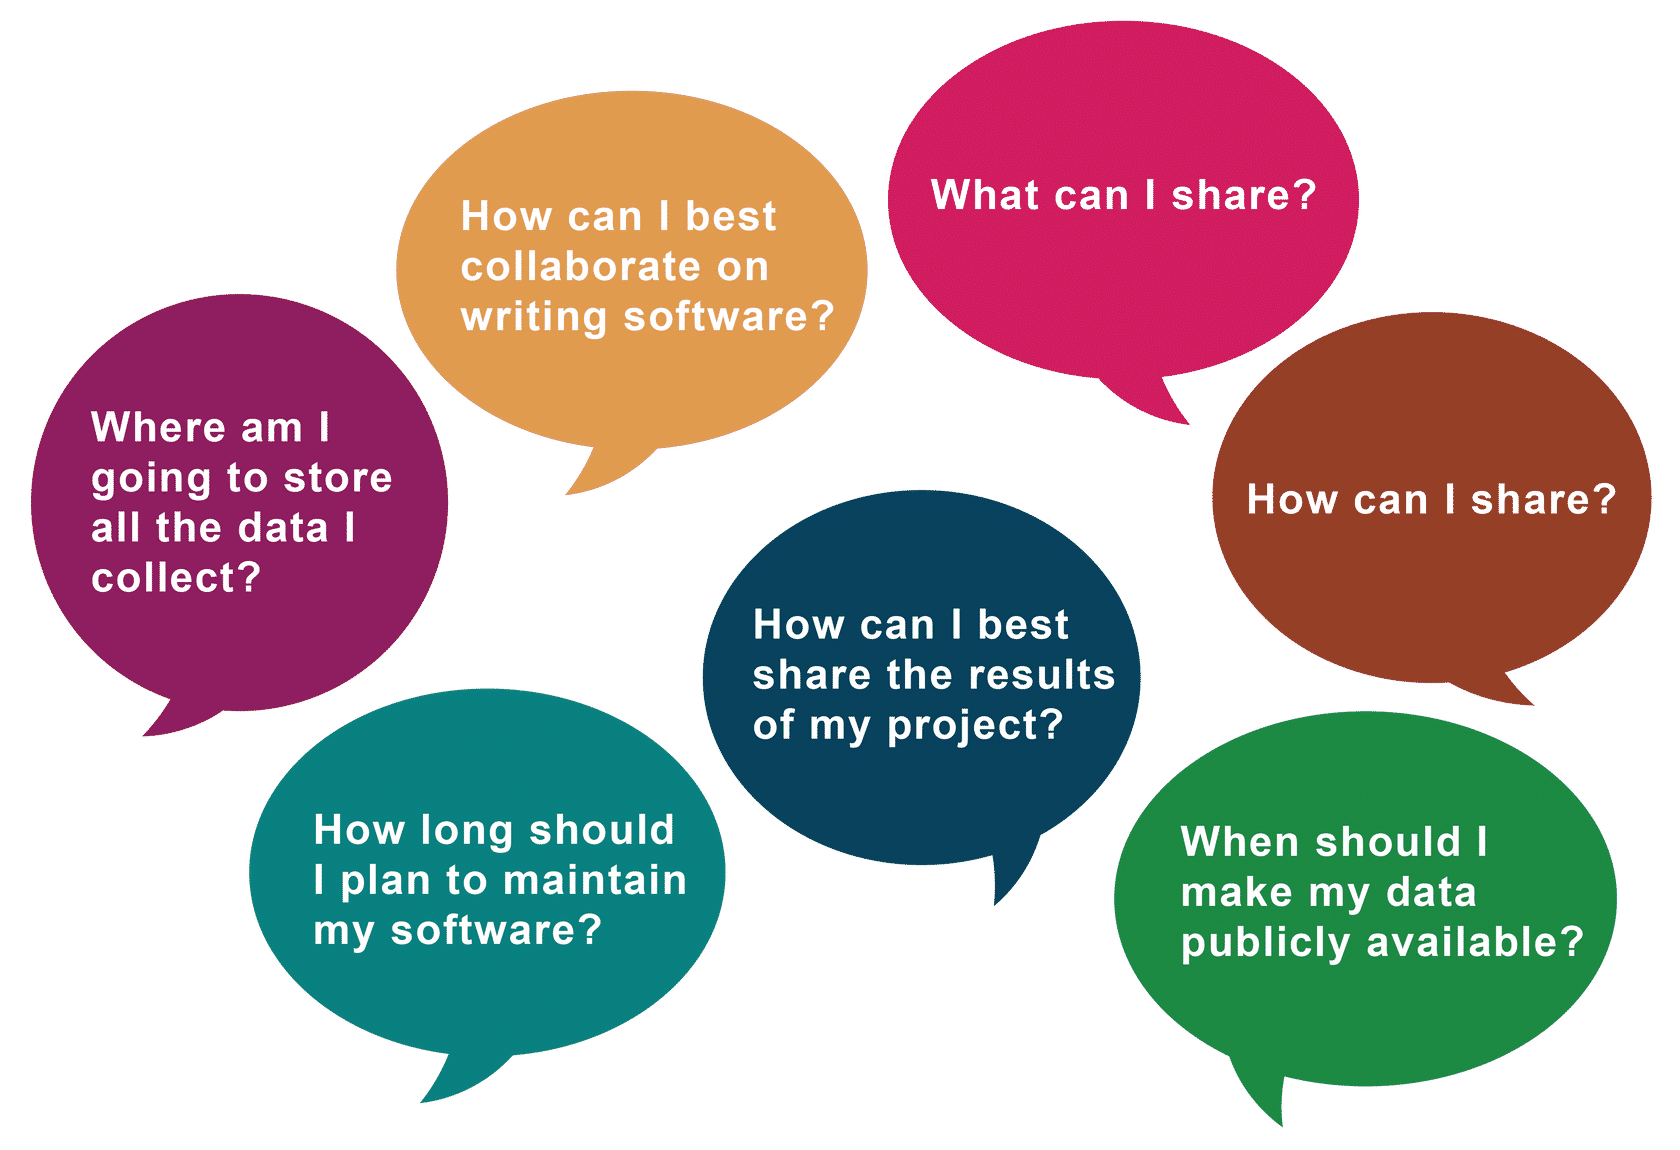 What can I share?
How can I best
collaborate on
writing software?
Where am I
going to store
all the data I
collect?
How can I share?
How can I best
share the results
of my project?
How long should
I plan to maintain
my software?
When should I
make my data
publicly available?